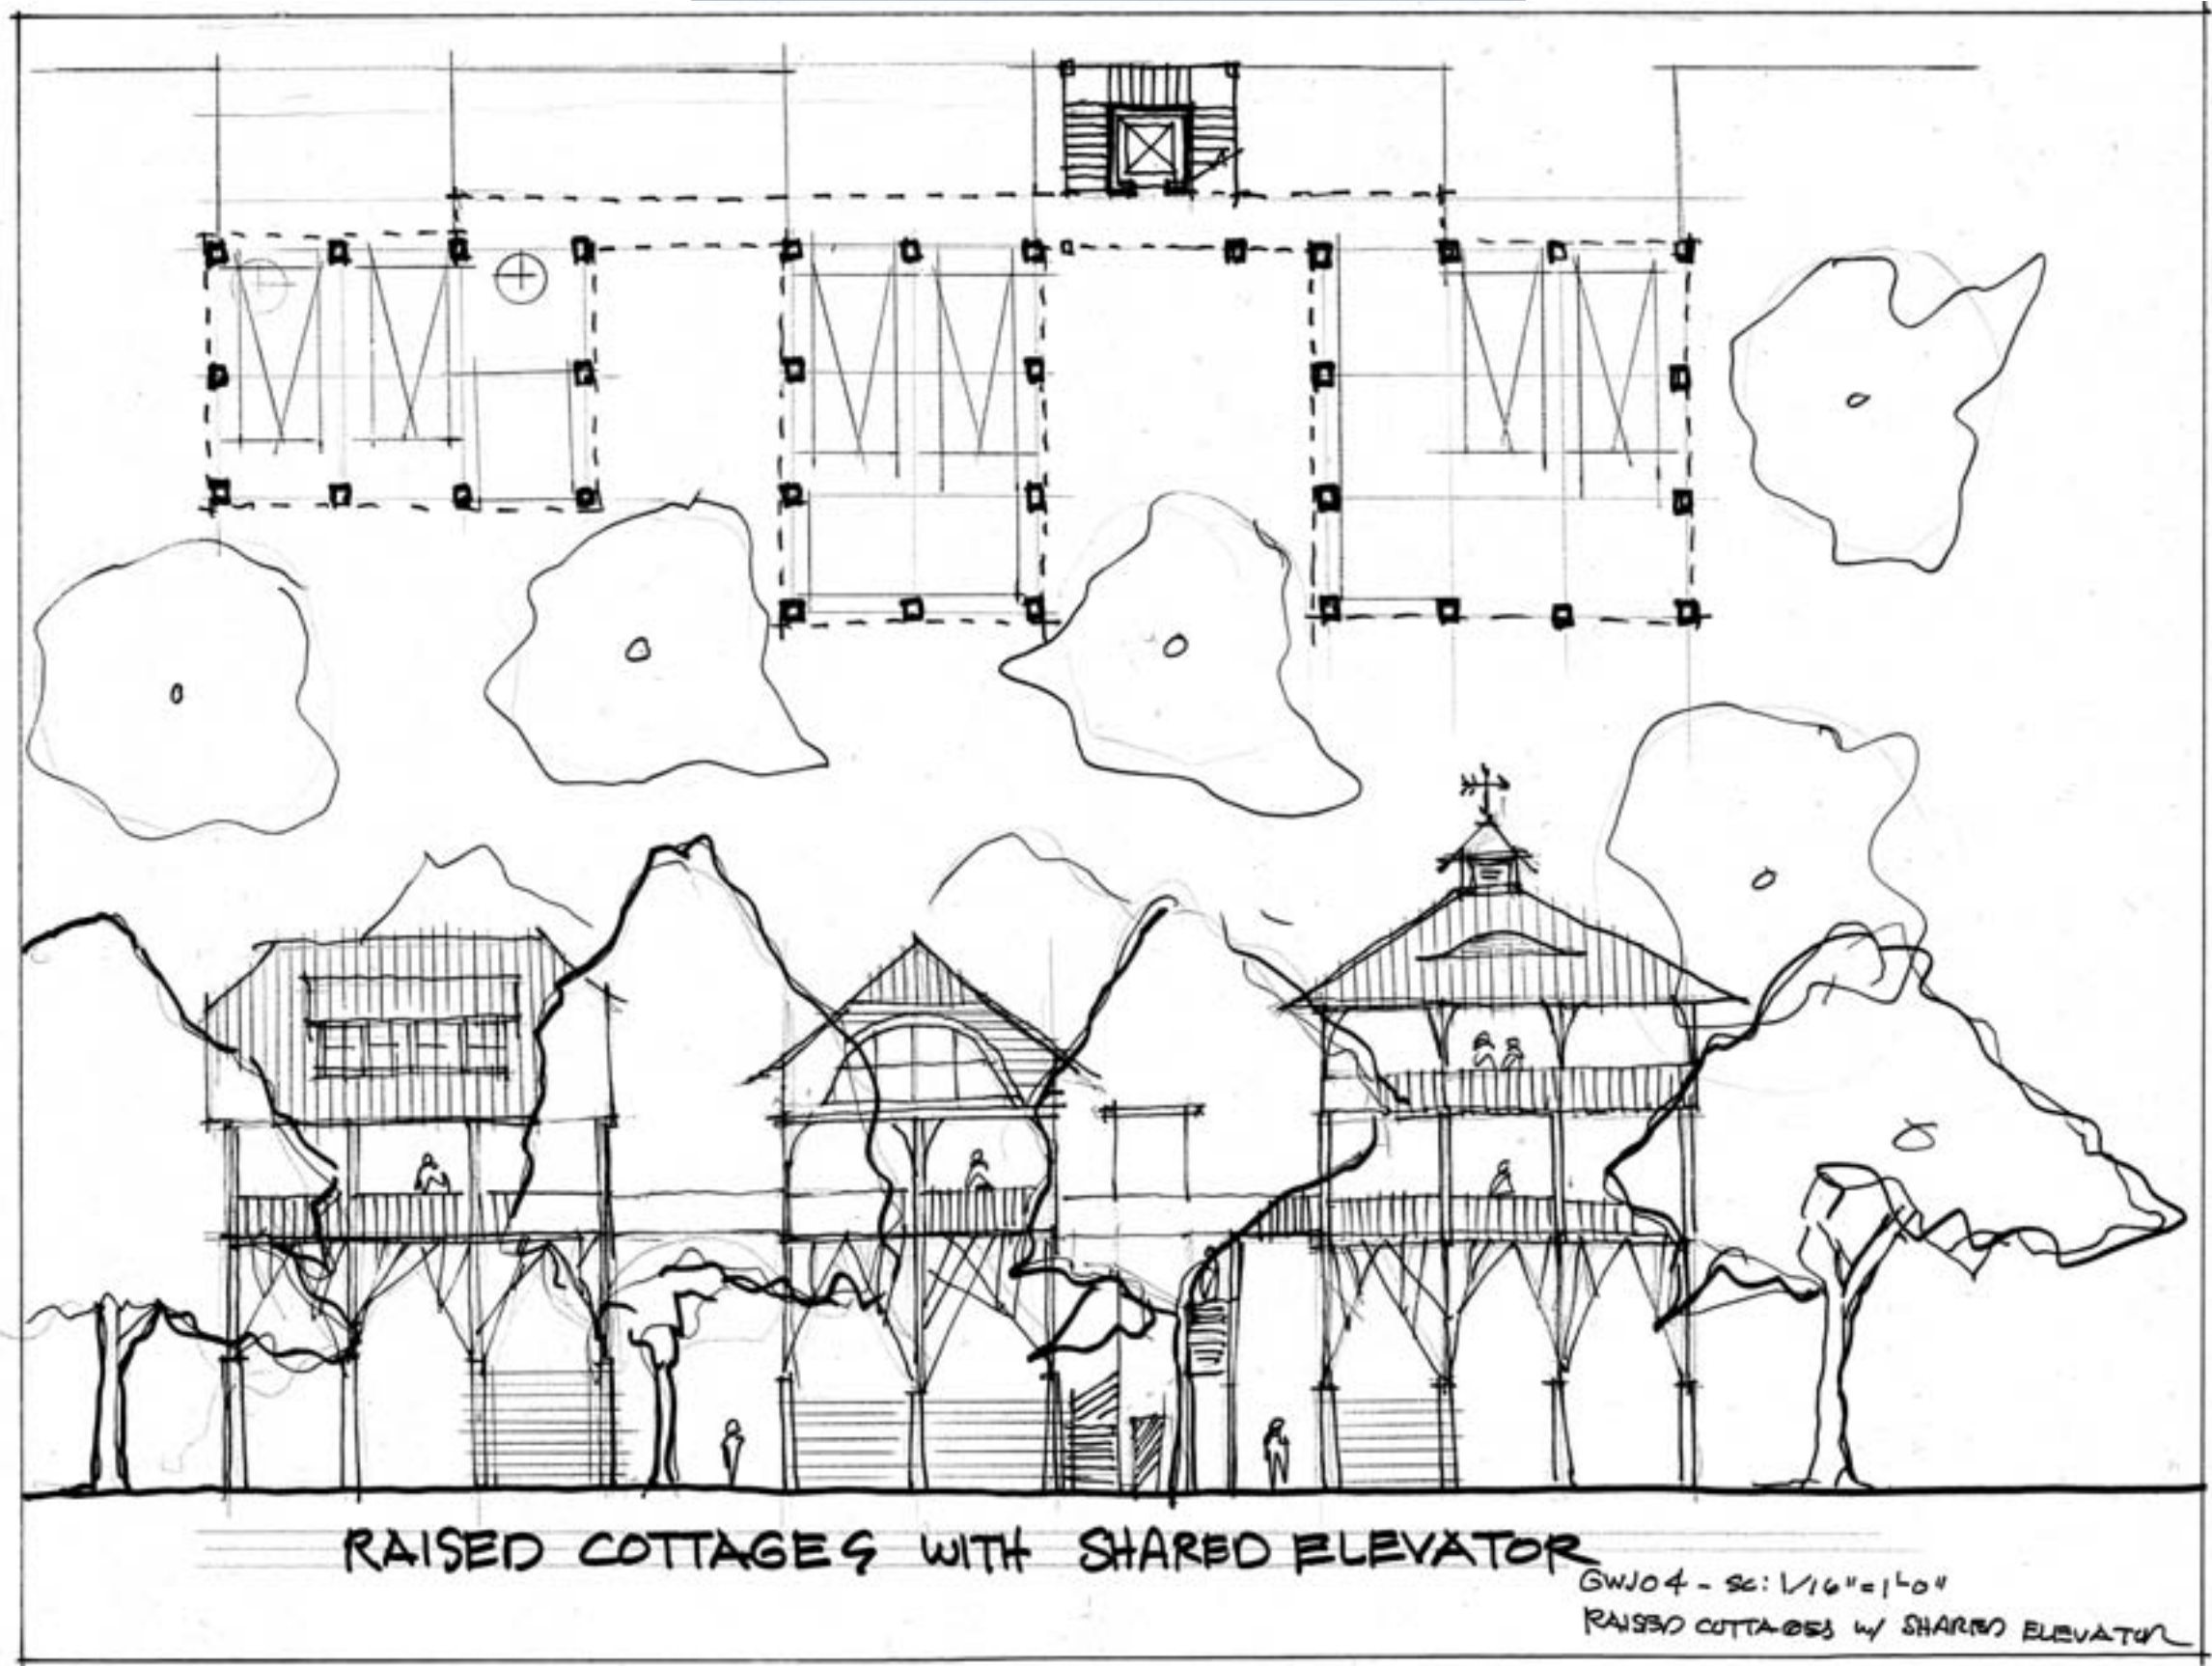 RAISED COTTAGES WITH SHARED ELEVATOR
GWJ04 - SC: 1/16"=1'-0"
RAISED COTTAGES w/ SHARED ELEVATOR